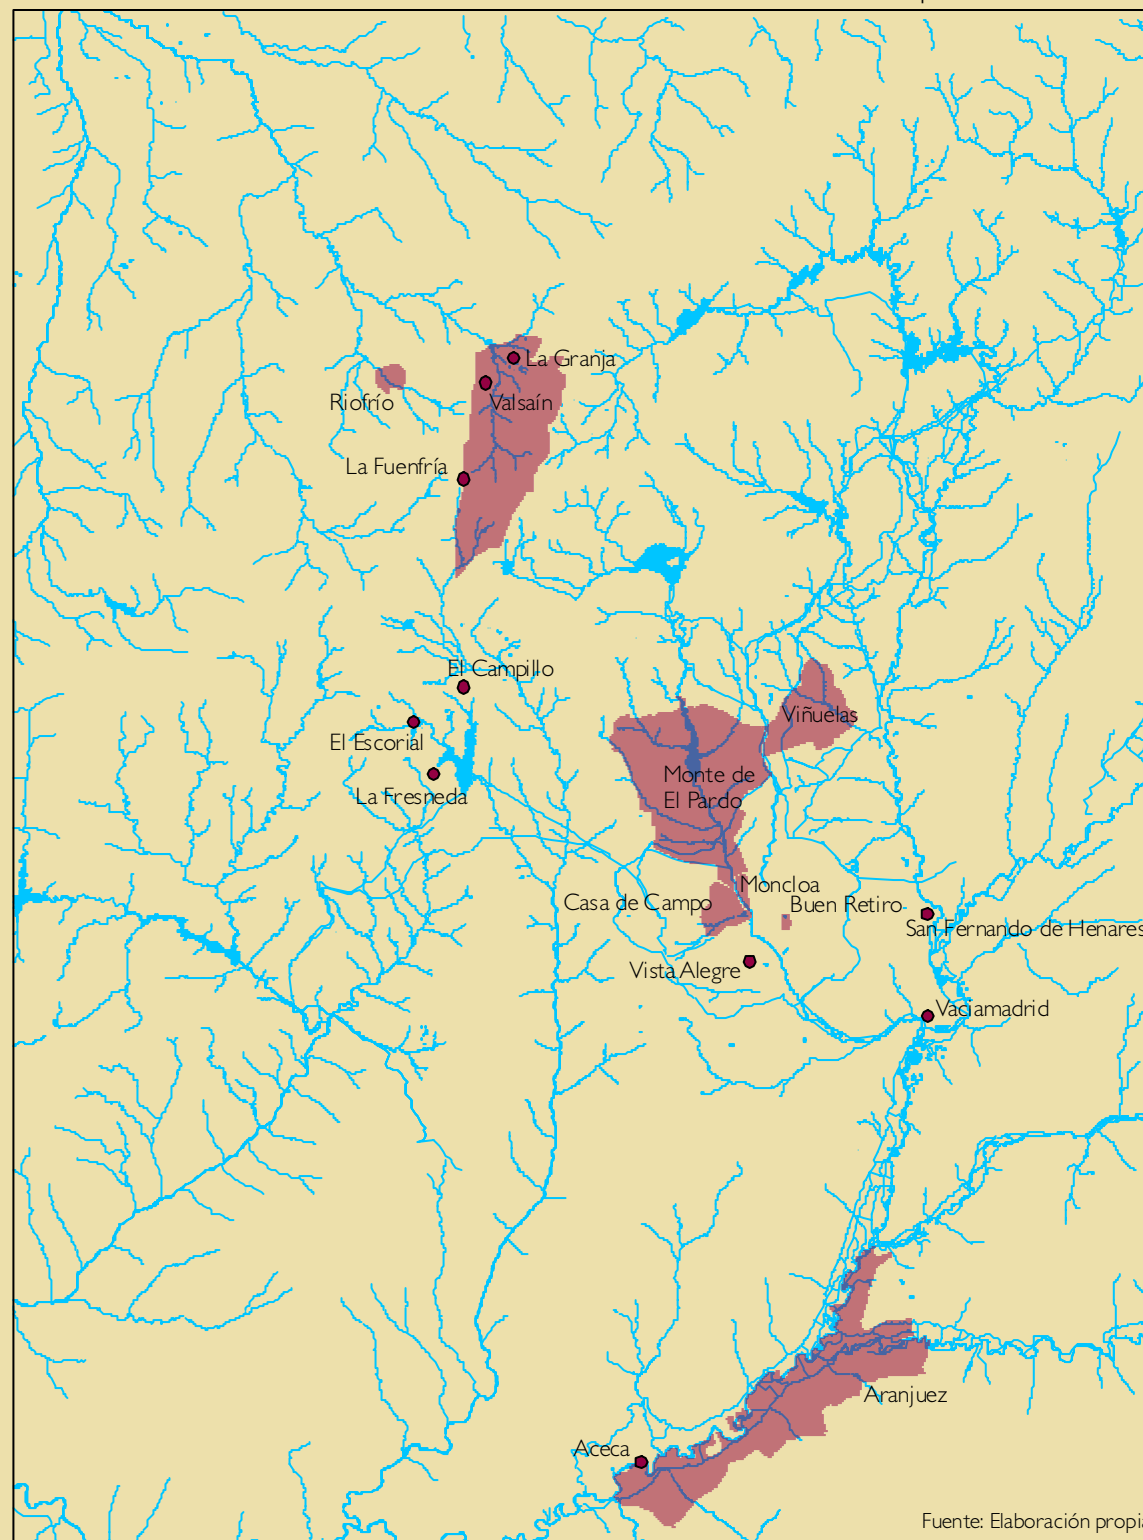 La Granja
Riofrío
Valsaín
La Fuenfría
El Campillo
El Escorial
La Fresneda
Viñuelas
Monte de
El Pardo
Moncloa
Casa de Campo
Buen Retiro
San Fernando de Henares
Vista Alegre
Vaciamadrid
Aranjuez
Aceca
Fuente: Elaboración propia